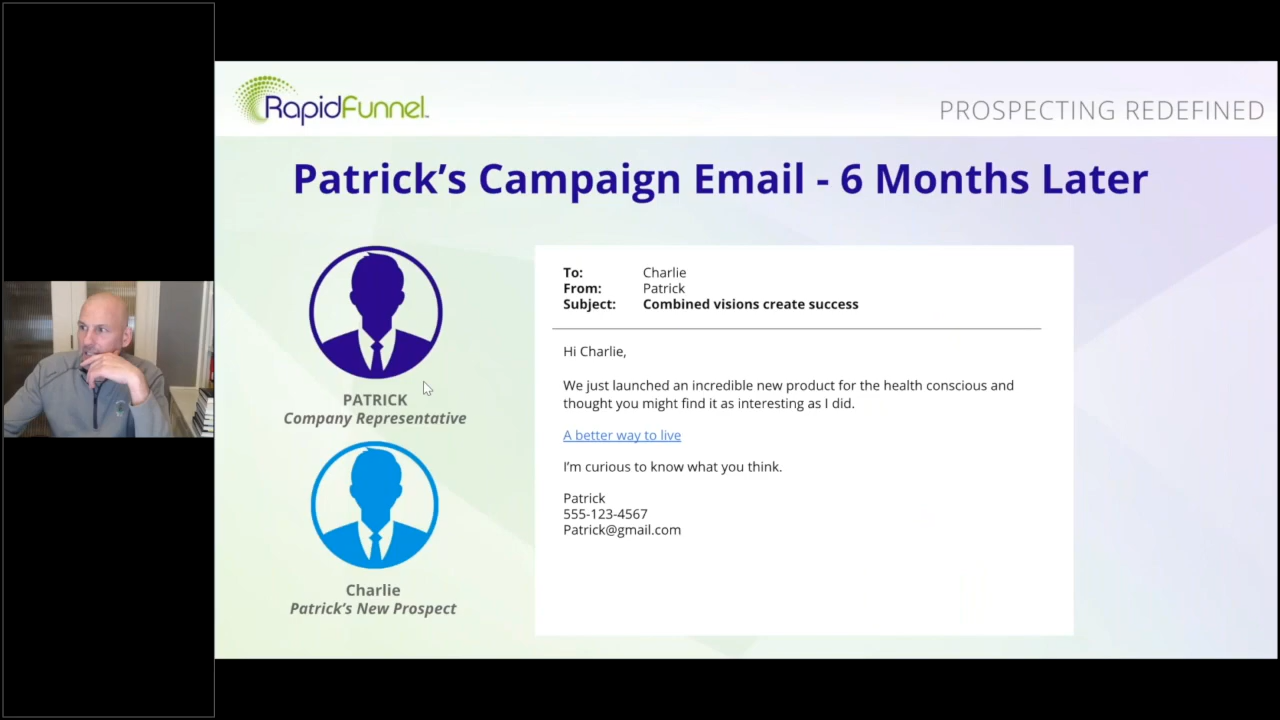 RapidFunnel
PROSPECTING REDEFINED
Patrick's Campaign Email - 6 Months Later
PATRICK
Company Representative
Charlie
Patrick's New Prospect
To: Charlie
From: Patrick
Subject: Combined visions create success
Hi Charlie,
We just launched an incredible new product for the health conscious and
thought you might find it as interesting as I did.
A better way to live
I'm curious to know what you think.
Patrick
555-123-4567
Patrick@gmail.com